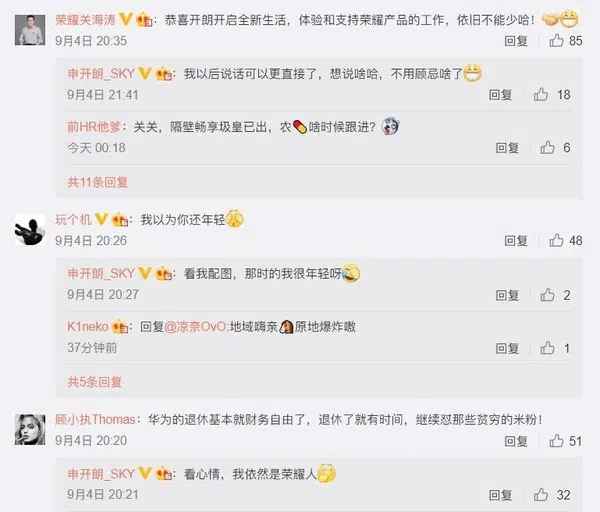 荣耀关海涛：恭喜开朗开启全新生活，体验和支持荣耀产品的工作，依旧不能少哈！
9月4日 20:35
回复 85
申开朗_SKY：我以后说话可以更直接了，想说啥哈，不用顾忌啥了
9月4日 21:41
回复 18
前HR他爹：关关，隔壁畅享圾皇已出，农💊啥时候跟进？
今天 00:18
回复 6
共11条回复
玩个机：我以为你还年轻
9月4日 20:26
回复 48
申开朗_SKY：看我配图，那时的我很年轻呀
9月4日 20:27
回复 2
K1neko：回复@凉奈OvO:地域嗨亲原地爆炸嗷
37分钟前
回复 1
共5条回复
顾小执Thomas：华为的退休基本就财务自由了，退休了就有时间，继续怼那些贫穷的米粉！
9月4日 20:20
回复 51
申开朗_SKY：看心情，我依然是荣耀人
9月4日 20:21
回复 32